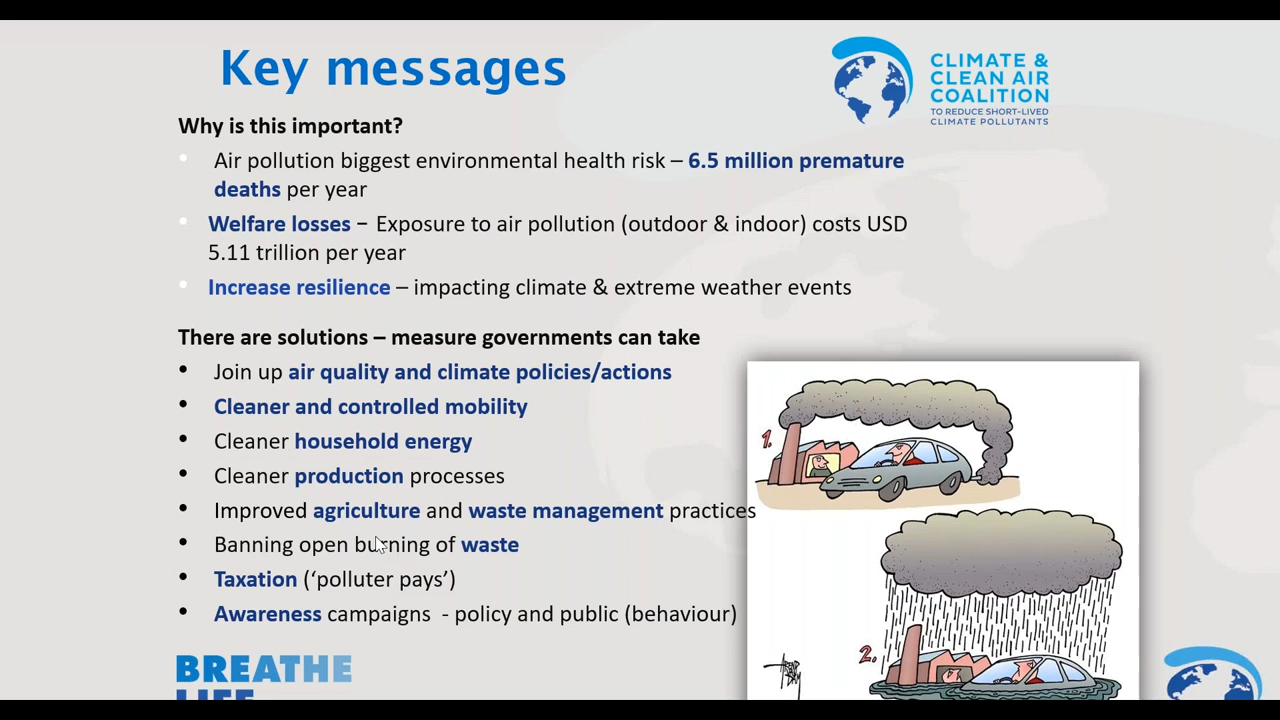 Key messages
CLIMATE &
CLEAN AIR
COALITION
TO REDUCE SHORT-LIVED
CLIMATE POLLUTANTS
Why is this important?
Air pollution biggest environmental health risk – 6.5 million premature
deaths per year
Welfare losses – Exposure to air pollution (outdoor & indoor) costs USD
5.11 trillion per year
Increase resilience – impacting climate & extreme weather events
There are solutions – measure governments can take
• Join up air quality and climate policies/actions
• Cleaner and controlled mobility
• Cleaner household energy
• Cleaner production processes
• Improved agriculture and waste management practices
• Banning open burning of waste
• Taxation (‘polluter pays’)
• Awareness campaigns - policy and public (behaviour)
1.
2.
BREATHE
LIFE